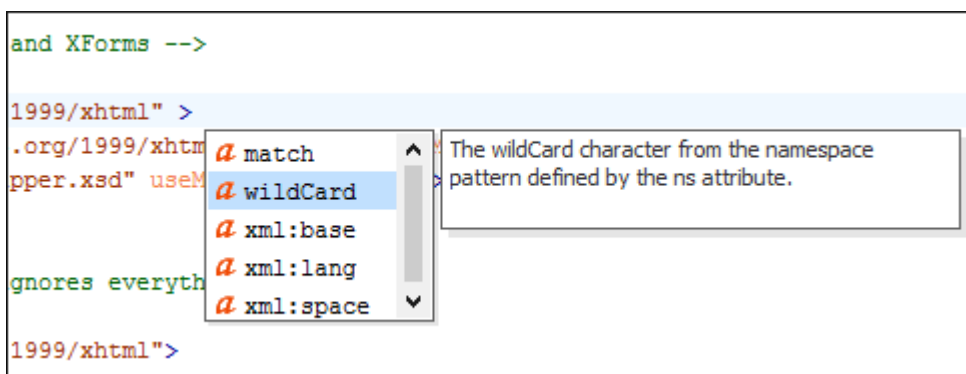 and XForms -->
1999/xhtml" >
.org/1999/xhtm
pper.xsd" useM
match
wildCard
xml:base
xml:lang
xml:space
The wildCard character from the namespace
pattern defined by the ns attribute.
gnores everyth
1999/xhtml">